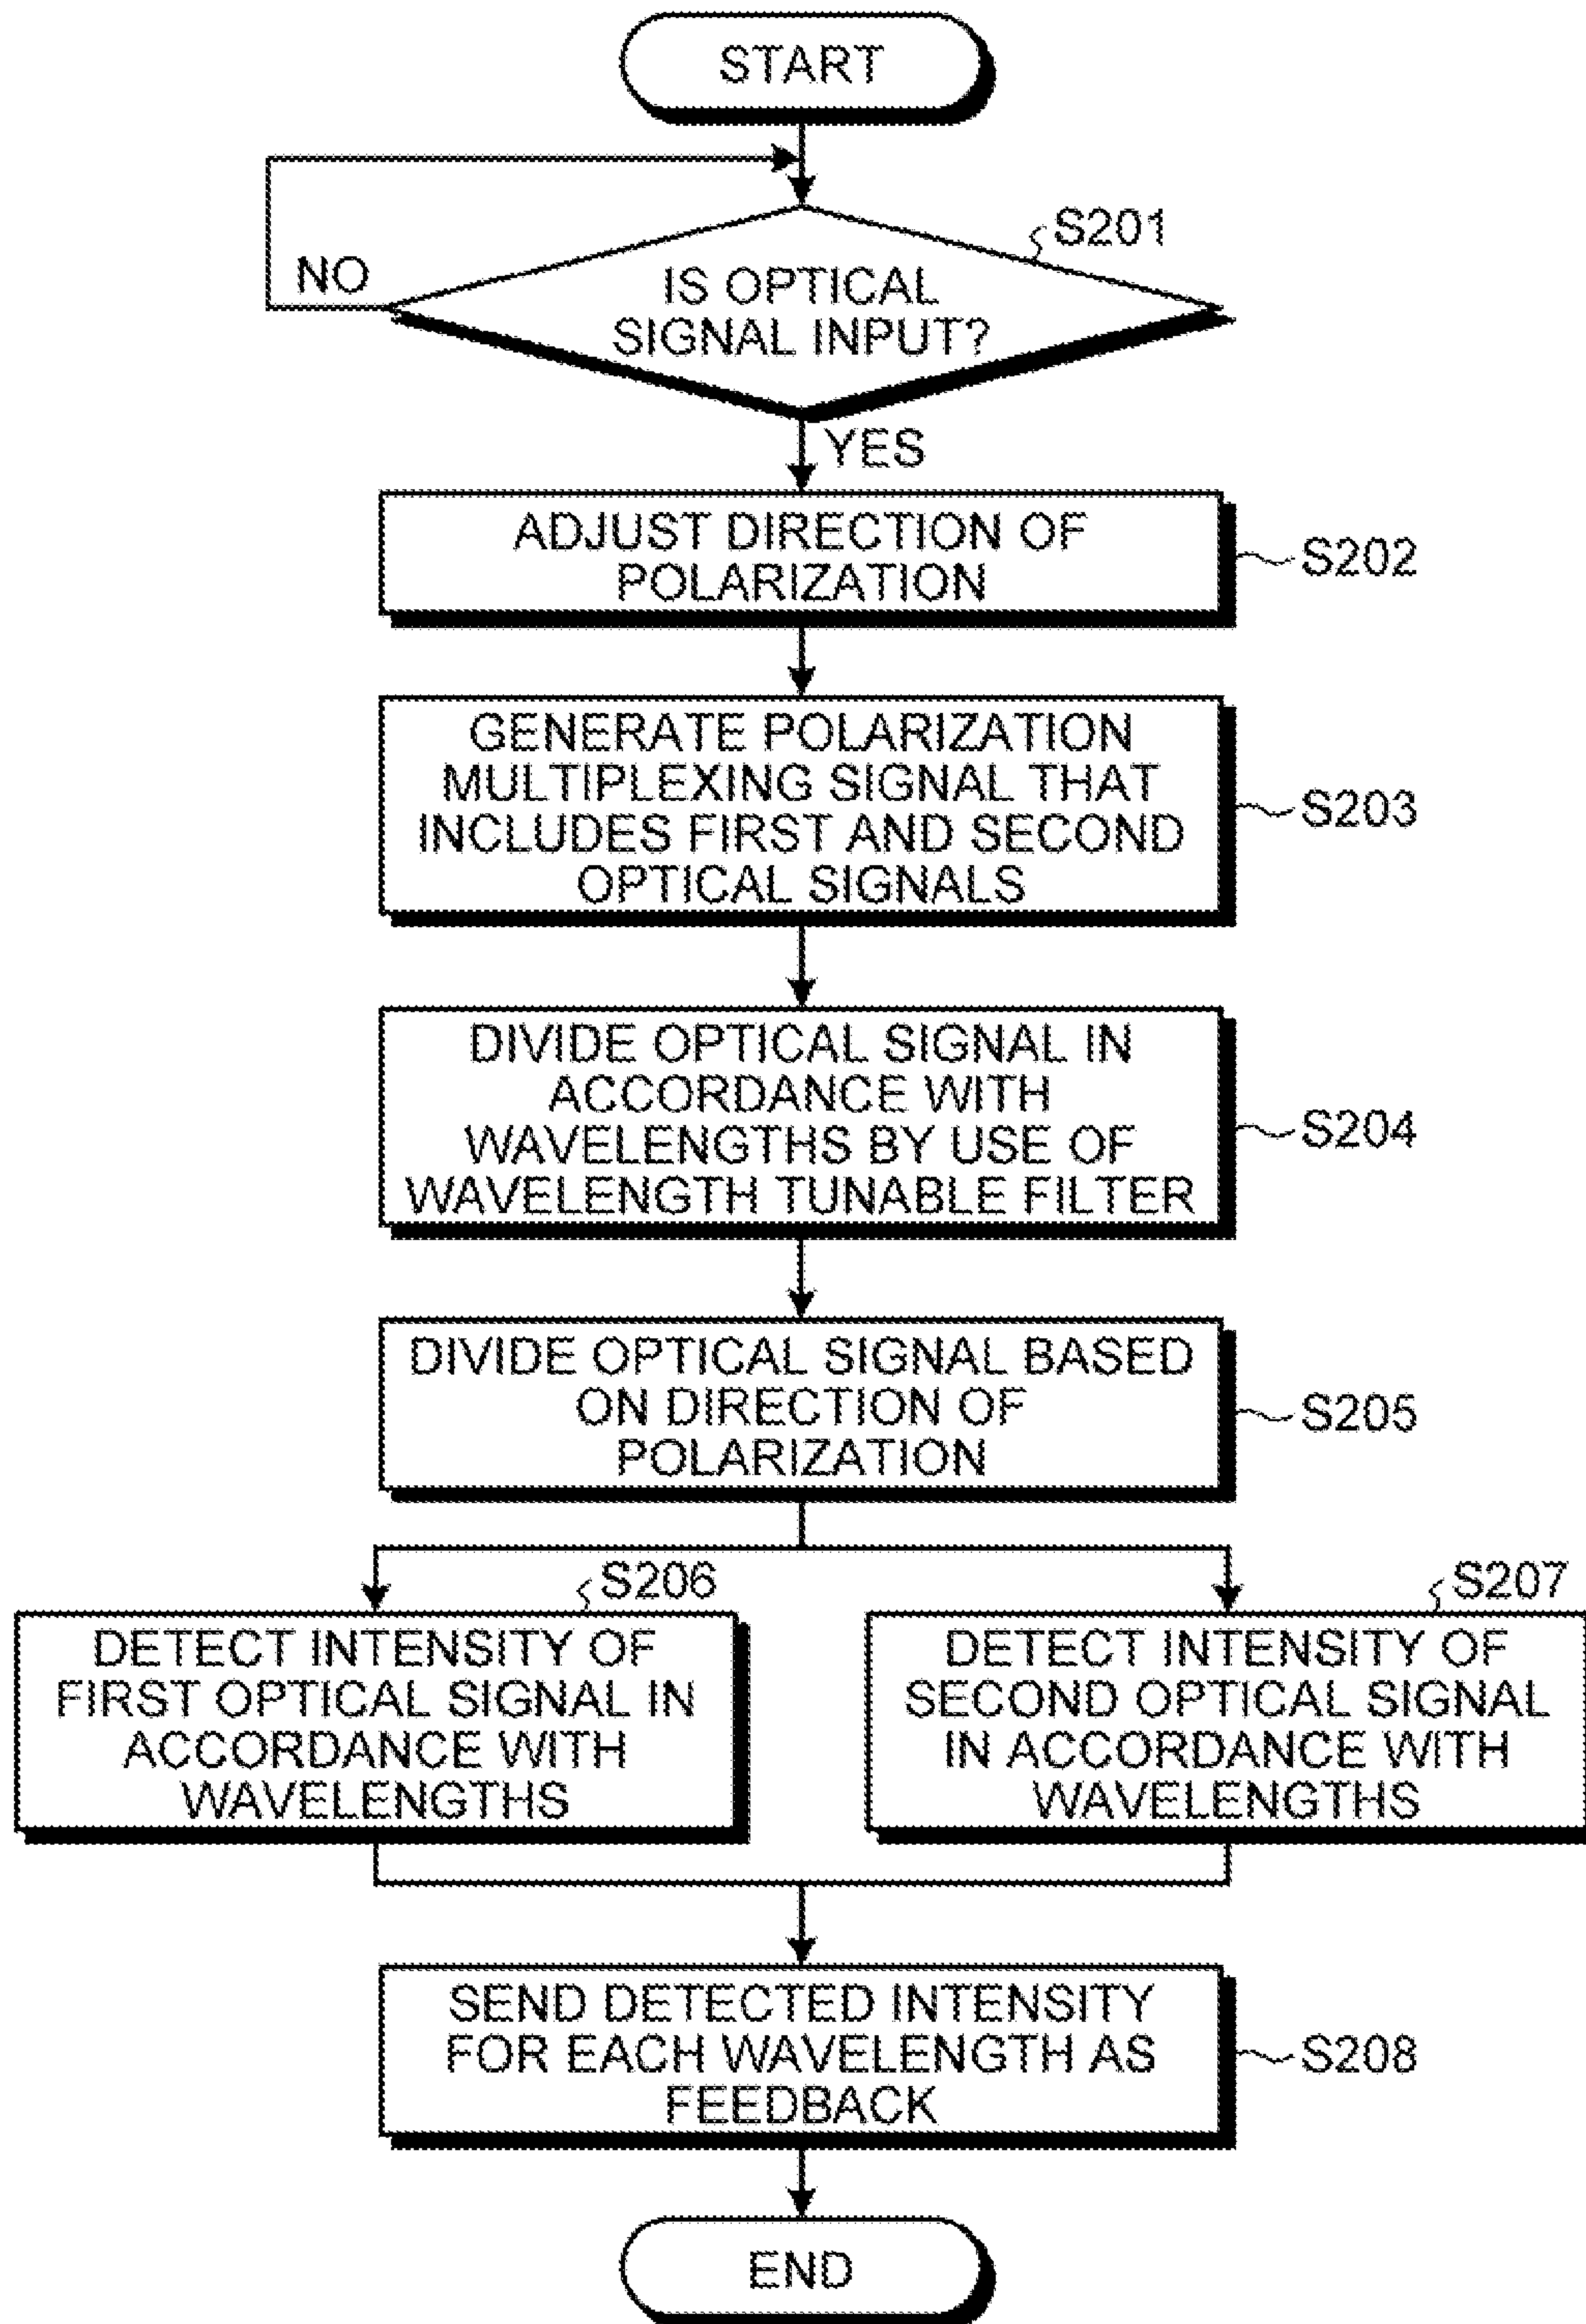 START
S201
NO
IS OPTICAL
SIGNAL INPUT?
YES
ADJUST DIRECTION OF
POLARIZATION
S202
GENERATE POLARIZATION
MULTIPLEXING SIGNAL THAT
INCLUDES FIRST AND SECOND
OPTICAL SIGNALS
S203
DIVIDE OPTICAL SIGNAL IN
ACCORDANCE WITH
WAVELENGTHS BY USE OF
WAVELENGTH TUNABLE FILTER
S204
DIVIDE OPTICAL SIGNAL BASED
ON DIRECTION OF
POLARIZATION
S205
S206
DETECT INTENSITY OF
FIRST OPTICAL SIGNAL IN
ACCORDANCE WITH
WAVELENGTHS
S207
DETECT INTENSITY OF
SECOND OPTICAL SIGNAL
IN ACCORDANCE WITH
WAVELENGTHS
SEND DETECTED INTENSITY
FOR EACH WAVELENGTH AS
FEEDBACK
S208
END